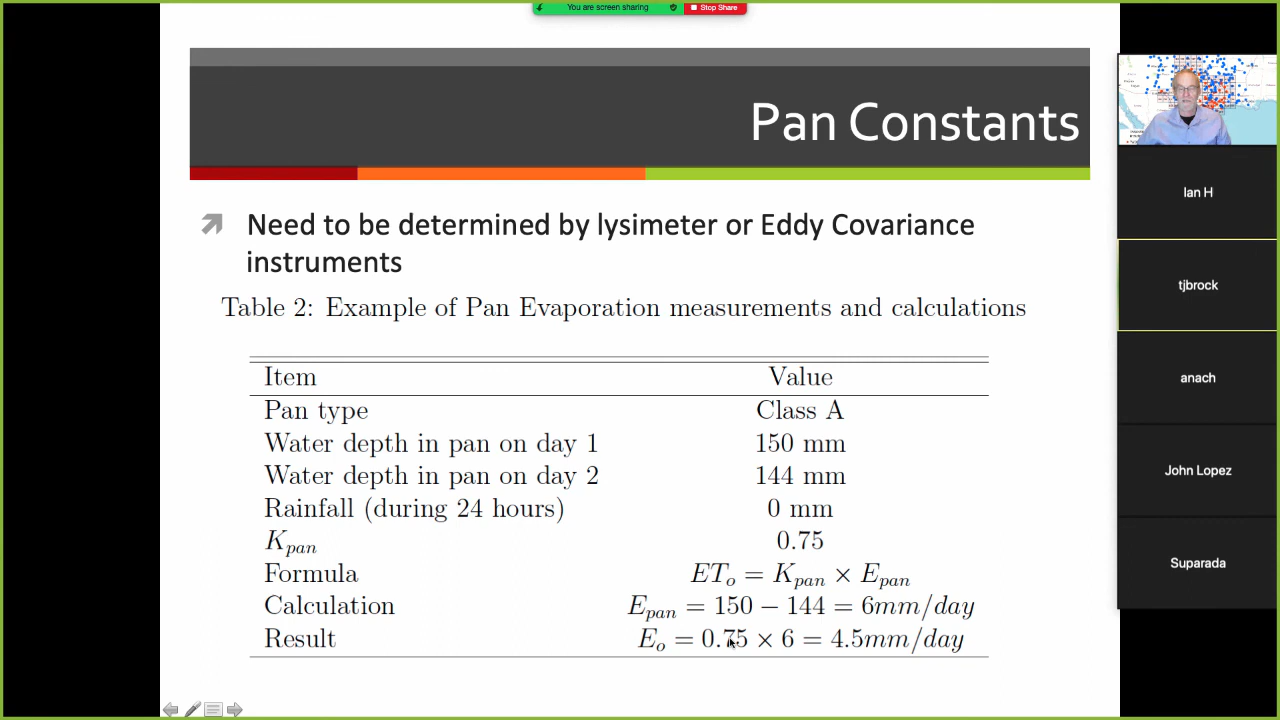 You are screen sharing
Stop Share
Pan Constants
Need to be determined by lysimeter or Eddy Covariance
instruments
Table 2: Example of Pan Evaporation measurements and calculations
Item Value
Pan type Class A
Water depth in pan on day 1 150 mm
Water depth in pan on day 2 144 mm
Rainfall (during 24 hours) 0 mm
K_pan 0.75
Formula ET_o = K_pan × E_pan
Calculation E_pan = 150 − 144 = 6mm/day
Result E_o = 0.75 × 6 = 4.5mm/day
Ian H
tjbrock
anach
John Lopez
Suparada